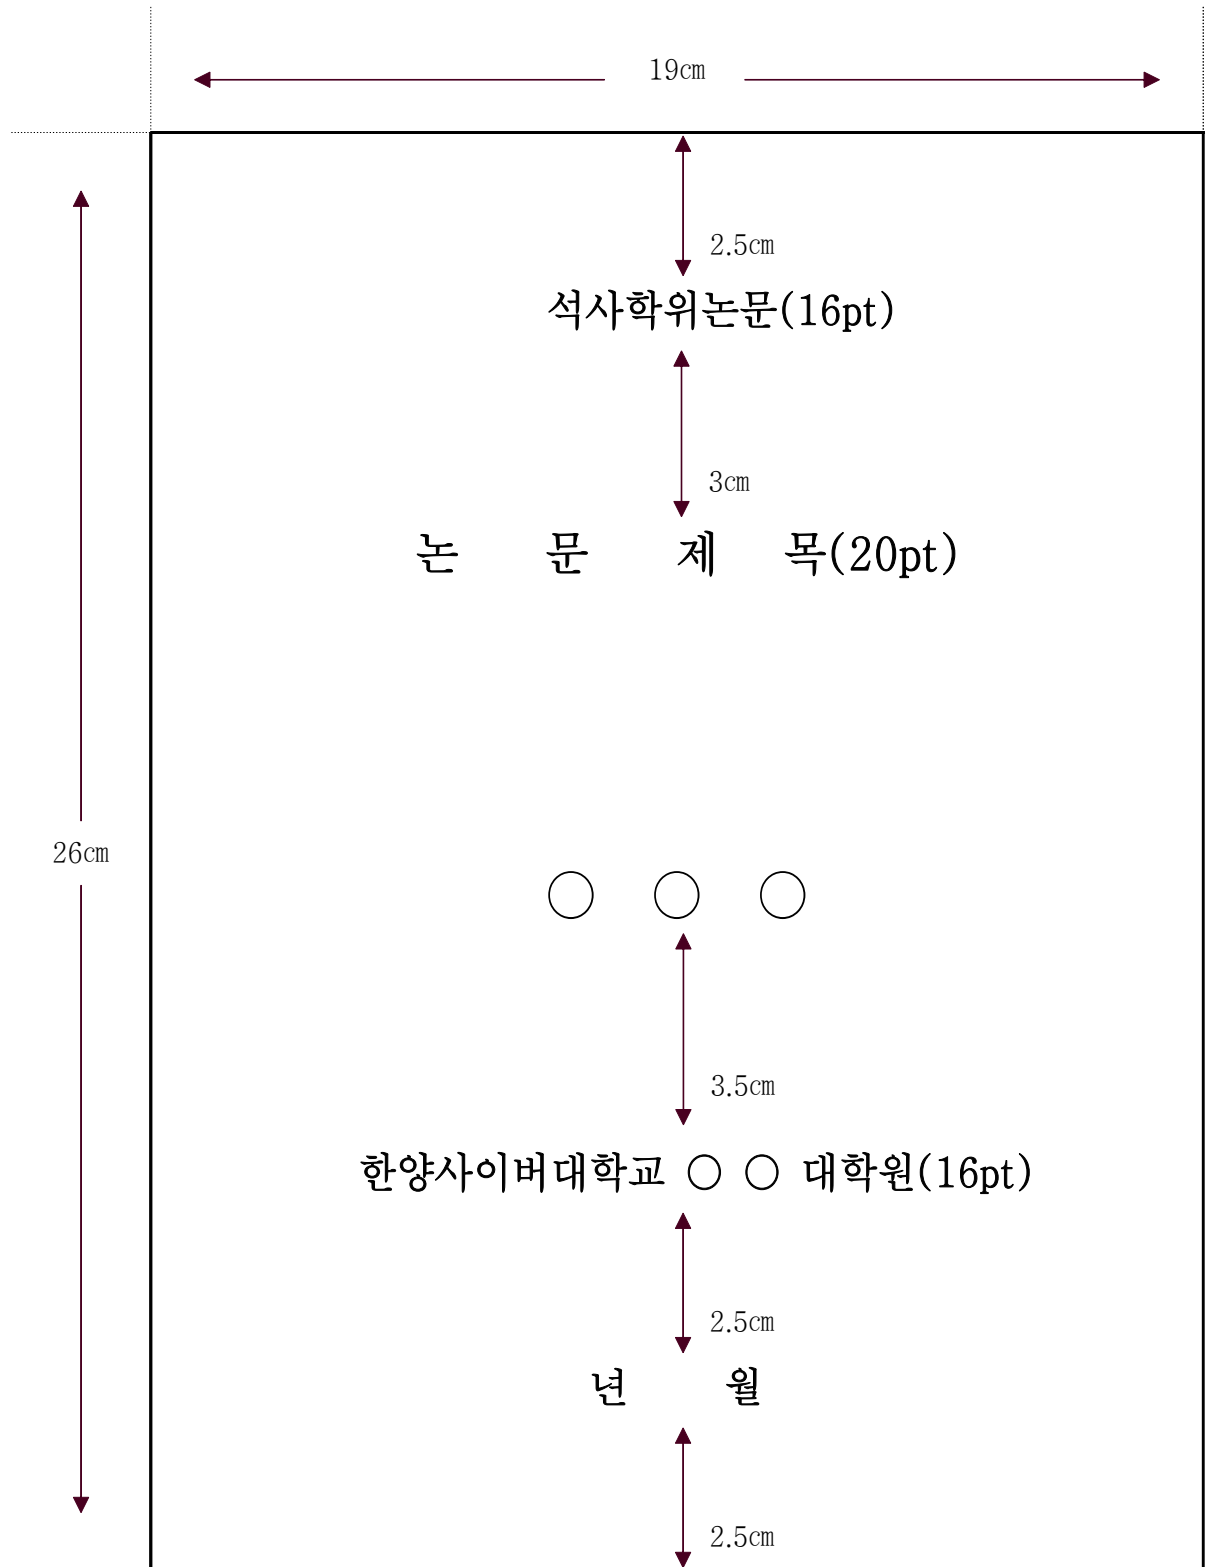 19㎝
2.5㎝
석사학위논문(16pt)
3㎝
논 문 제 목(20pt)
26㎝
○ ○ ○
3.5㎝
한양사이버대학교 ○ ○ 대학원(16pt)
2.5㎝
년 월
2.5㎝